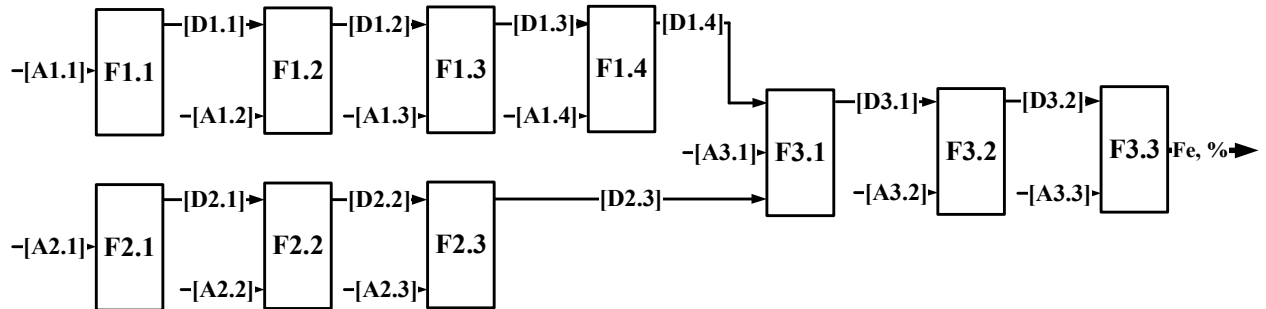 [D1.1]
[D1.2]
[D1.3]
[D1.4]
[A1.1]
F1.1
F1.2
F1.3
F1.4
[A1.2]
[A1.3]
[A1.4]
[D3.1]
[D3.2]
[A3.1]
F3.1
F3.2
F3.3
Fe, %
[A3.2]
[A3.3]
[D2.1]
[D2.2]
[D2.3]
[A2.1]
F2.1
F2.2
F2.3
[A2.2]
[A2.3]